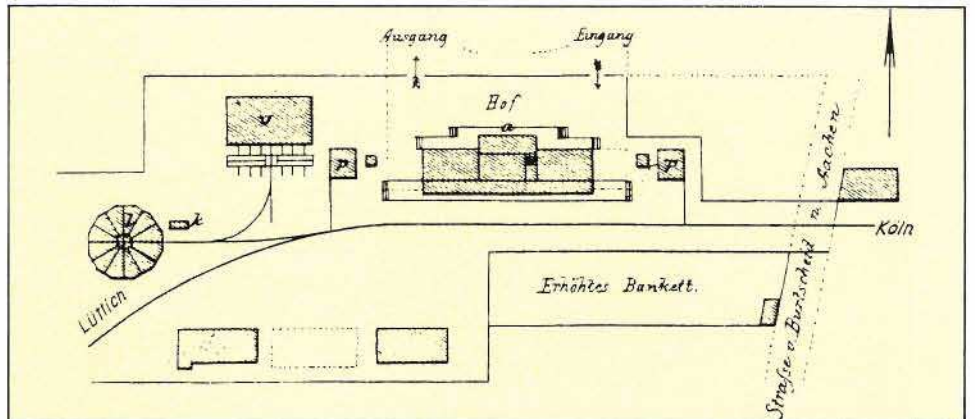 Ausgang
Eingang
Hof
a
v
p
p
l
k
Köln
Lüttich
Erhöhtes Bankett.
Straße v. Burtscheid n. Aachen